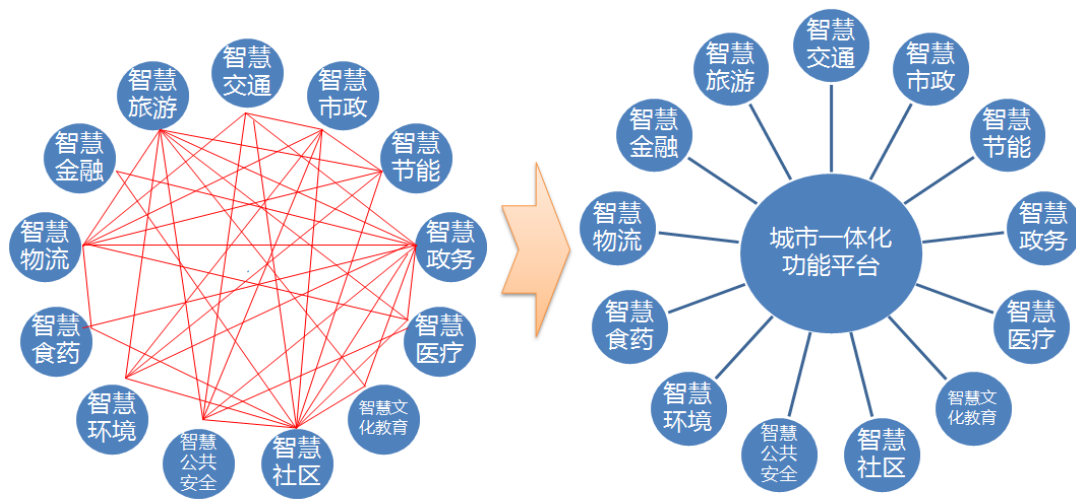 智慧
交通
智慧
市政
智慧
节能
智慧
政务
智慧
医疗
智慧文
化教育
智慧
社区
智慧
公共
安全
智慧
环境
智慧
食药
智慧
物流
智慧
金融
智慧
旅游
城市一体化
功能平台
智慧
交通
智慧
市政
智慧
节能
智慧
政务
智慧
医疗
智慧文
化教育
智慧
社区
智慧
公共
安全
智慧
环境
智慧
食药
智慧
物流
智慧
金融
智慧
旅游